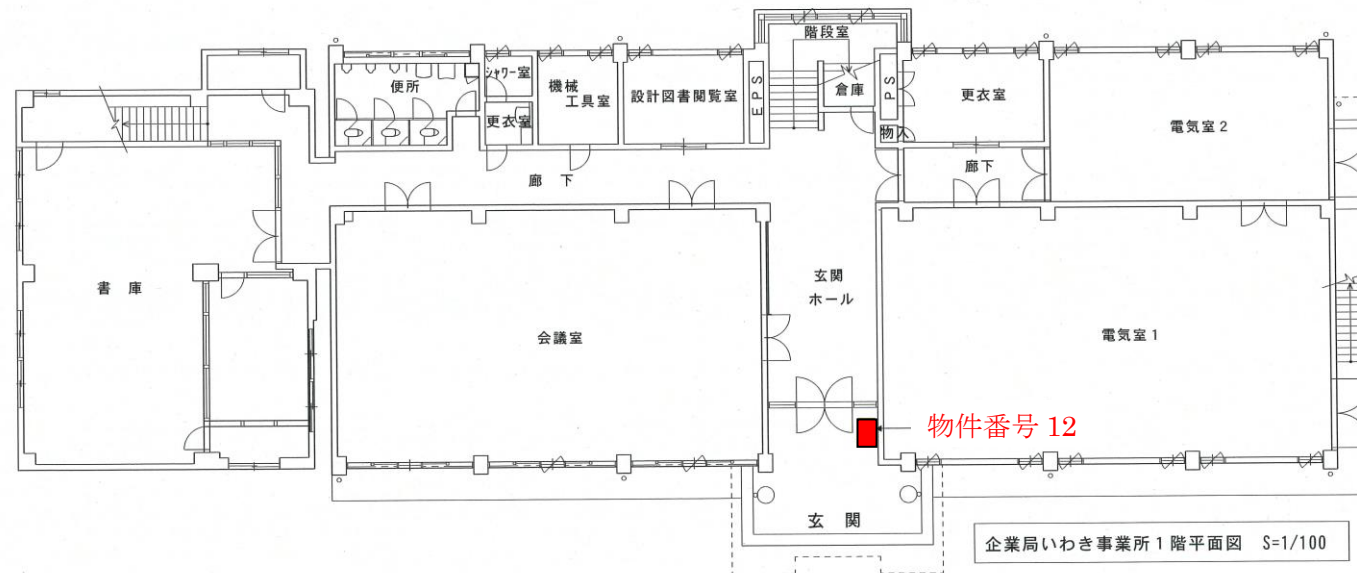 階段室
便所
シャワー室
機械
工具室
設計図書閲覧室
EPS
倉庫
PS
更衣室
電気室2
更衣室
物入
廊下
廊下
書庫
玄関
ホール
会議室
電気室1
物件番号 12
玄関
企業局いわき事業所1階平面図 S=1/100